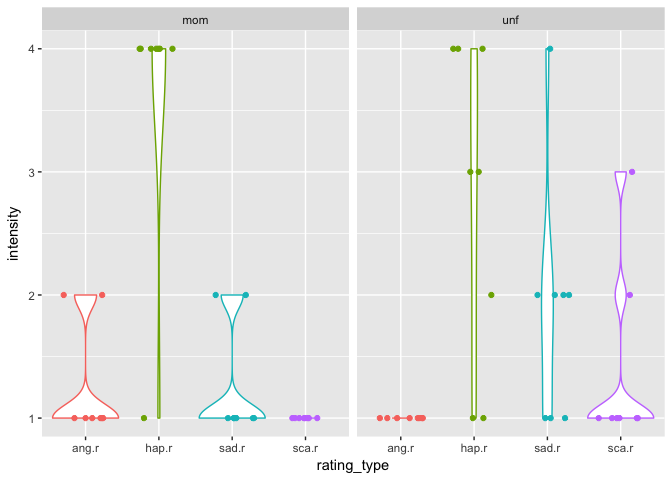 mom unf
intensity
4
3
2
1
ang.r hap.r sad.r sca.r ang.r hap.r sad.r sca.r
rating_type